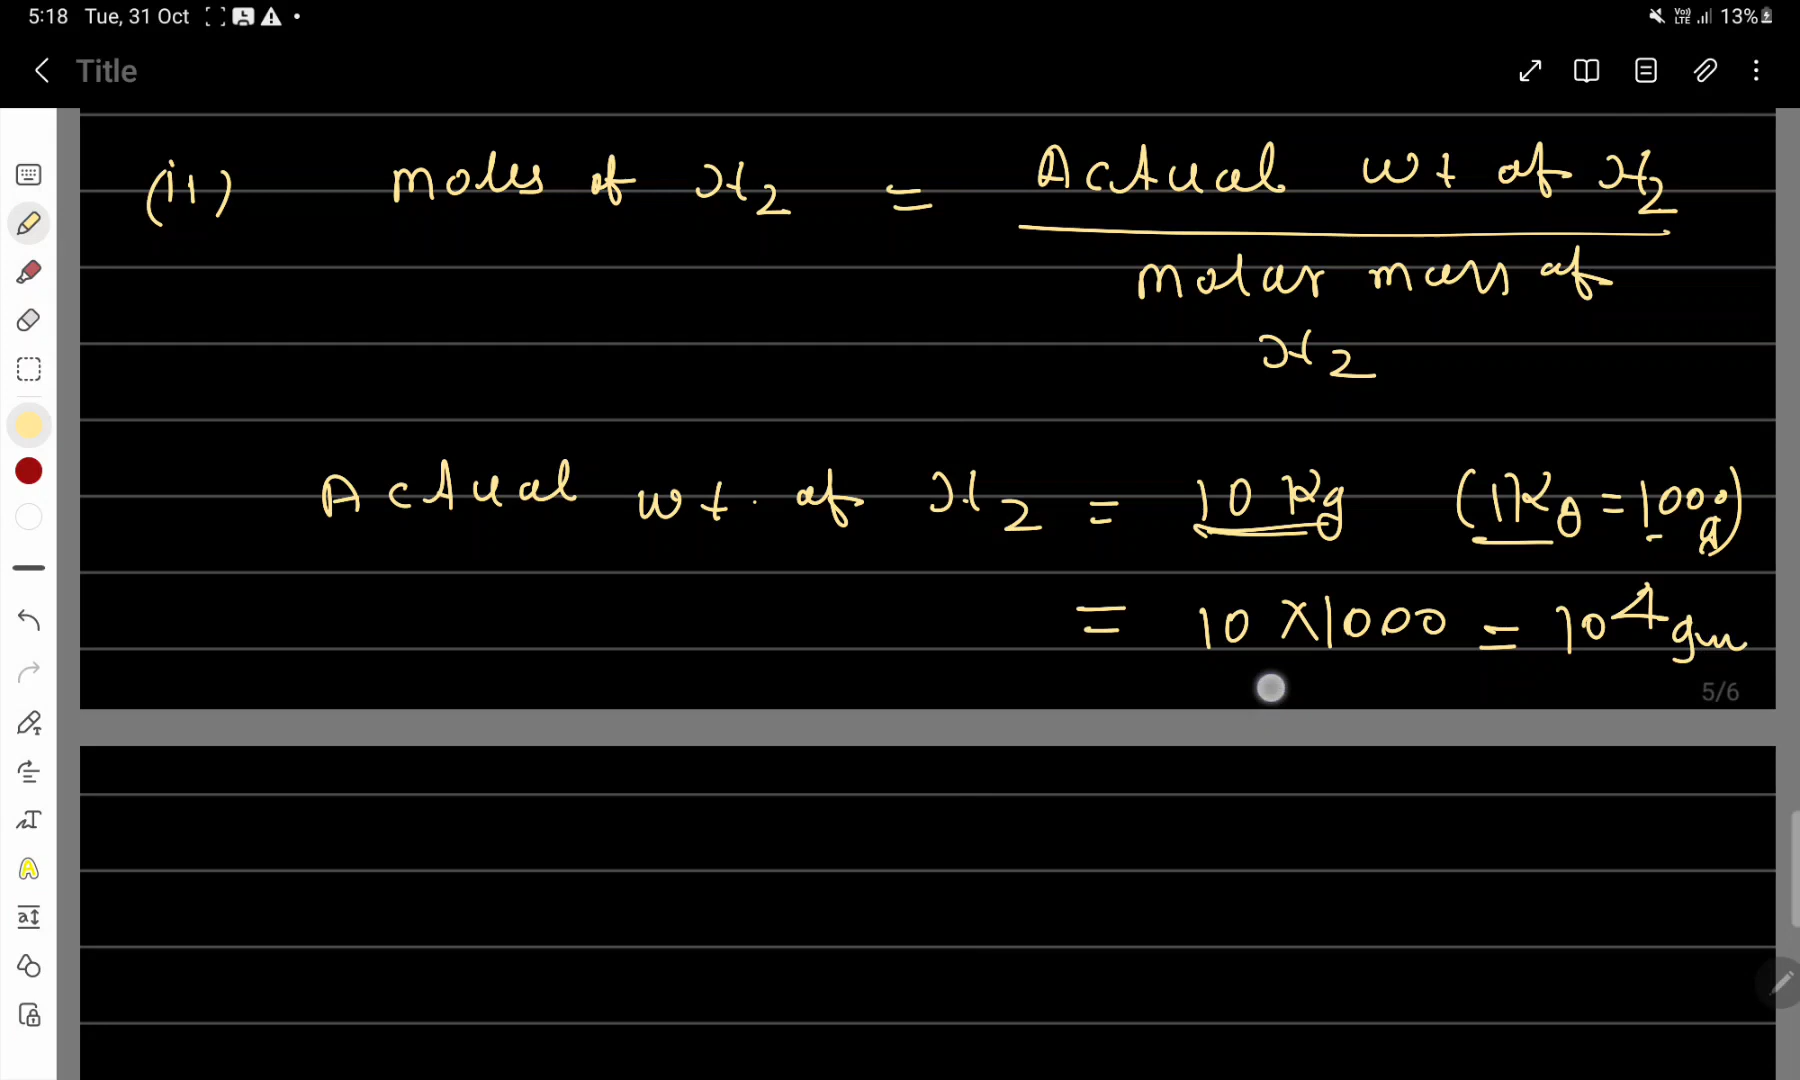 5:18 Tue, 31 Oct 13%
Title
(ii) moles of H2 = Actual wt of H2
molar mass of
H2
Actual wt. of H2 = 10 Kg (1Kg = 1000g)
= 10 X 1000 = 10^4 gm
5/6